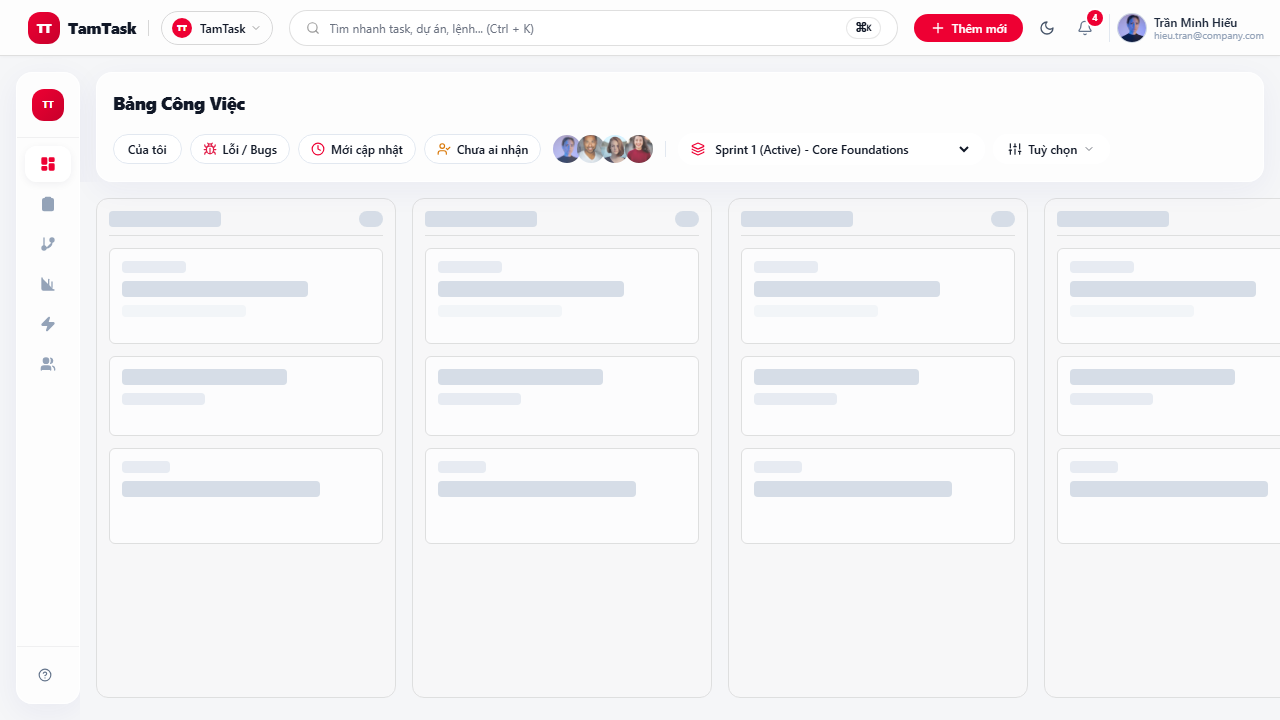 TT TamTask
TT TamTask
Tìm nhanh task, dự án, lệnh... (Ctrl + K)
⌘K
Thêm mới
4
Trần Minh Hiếu
hieu.tran@company.com
TT
Bảng Công Việc
Của tôi
Lỗi / Bugs
Mới cập nhật
Chưa ai nhận
Sprint 1 (Active) - Core Foundations
Tuỳ chọn